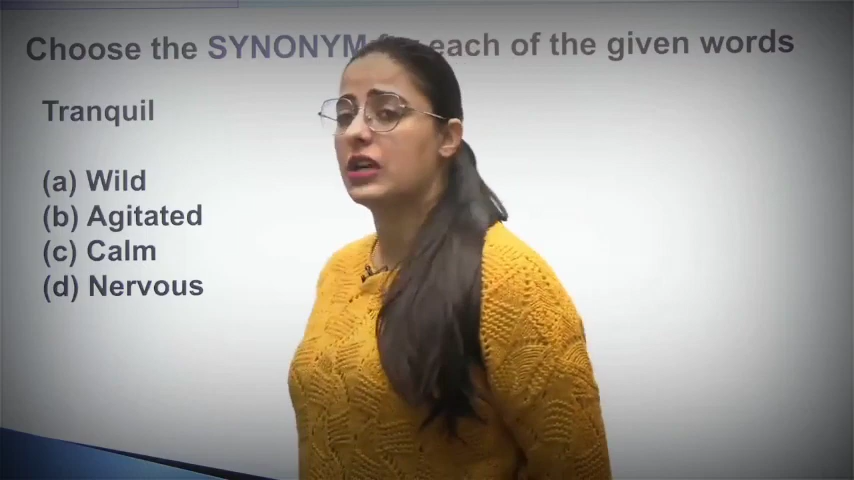 Choose the SYNONYM each of the given words
Tranquil
(a) Wild
(b) Agitated
(c) Calm
(d) Nervous